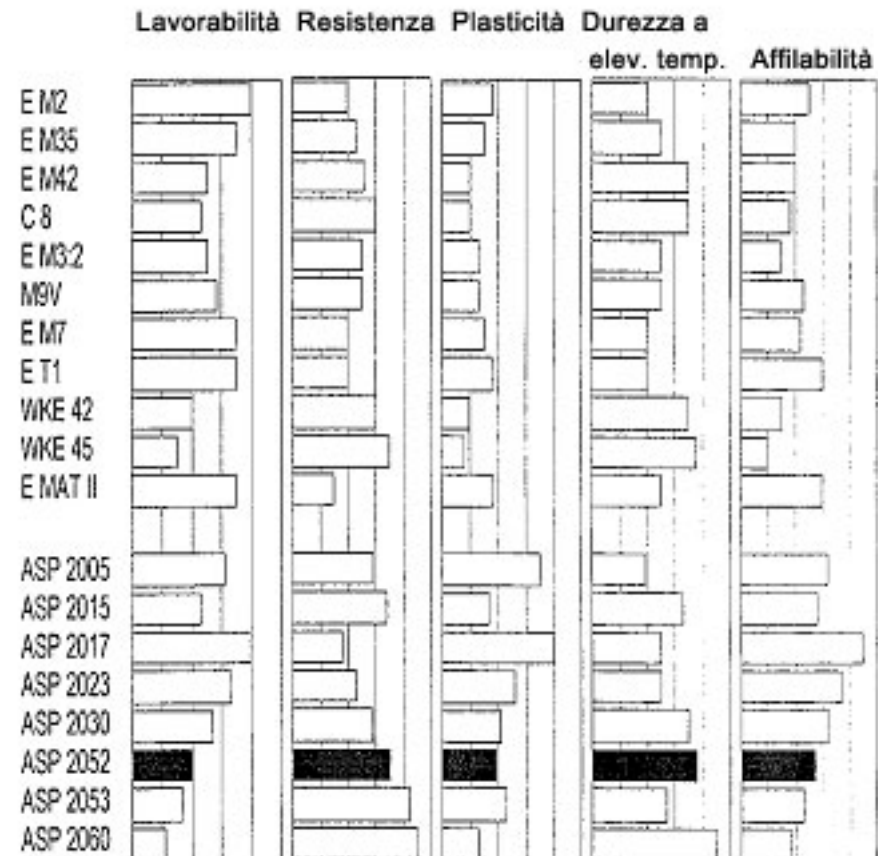 Lavorabilità Resistenza Plasticità Durezza a
elev. temp. Affilabilità
E M2
E M35
E M42
C 8
E M3:2
M9V
E M7
E T1
WKE 42
WKE 45
E MAT II
ASP 2005
ASP 2015
ASP 2017
ASP 2023
ASP 2030
ASP 2052
ASP 2053
ASP 2060